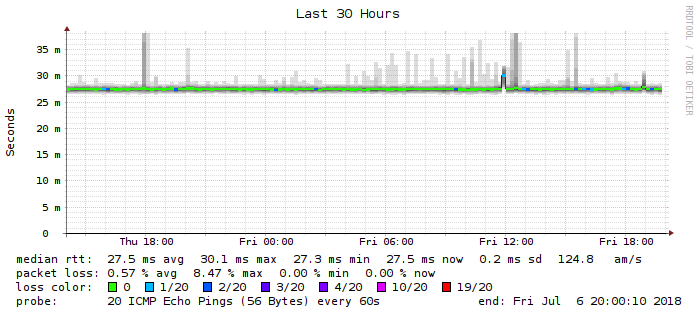 Last 30 Hours
RRDTOOL / TOBI OETIKER
Seconds
35 m
30 m
25 m
20 m
15 m
10 m
5 m
0
Thu 18:00 Fri 00:00 Fri 06:00 Fri 12:00 Fri 18:00
median rtt: 27.5 ms avg 30.1 ms max 27.3 ms min 27.5 ms now 0.2 ms sd 124.8 am/s
packet loss: 0.57 % avg 8.47 % max 0.00 % min 0.00 % now
loss color: 0 1/20 2/20 3/20 4/20 10/20 19/20
probe: 20 ICMP Echo Pings (56 Bytes) every 60s end: Fri Jul 6 20:00:10 2018